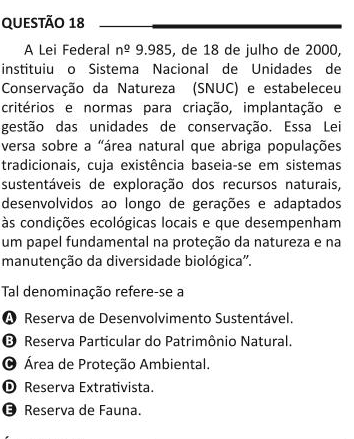 QUESTÃO 18
A Lei Federal nº 9.985, de 18 de julho de 2000,
instituiu o Sistema Nacional de Unidades de
Conservação da Natureza (SNUC) e estabeleceu
critérios e normas para criação, implantação e
gestão das unidades de conservação. Essa Lei
versa sobre a “área natural que abriga populações
tradicionais, cuja existência baseia-se em sistemas
sustentáveis de exploração dos recursos naturais,
desenvolvidos ao longo de gerações e adaptados
às condições ecológicas locais e que desempenham
um papel fundamental na proteção da natureza e na
manutenção da diversidade biológica”.
Tal denominação refere-se a
A Reserva de Desenvolvimento Sustentável.
B Reserva Particular do Patrimônio Natural.
C Área de Proteção Ambiental.
D Reserva Extrativista.
E Reserva de Fauna.